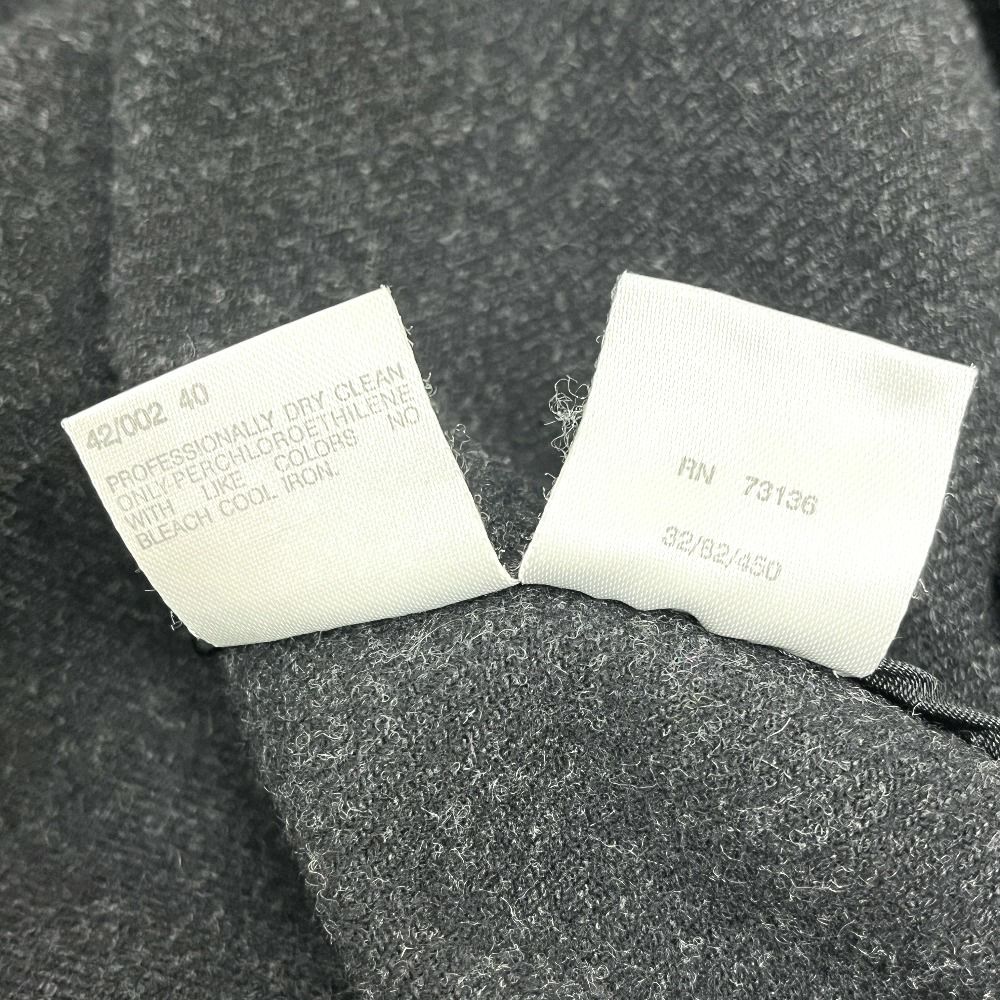 42/002 40
PROFESSIONALLY DRY CLEAN
ONLY-PERCHLOROETHILENE
WITH LIKE COLORS NO
BLEACH COOL IRON.
RN 73136
32/82/450